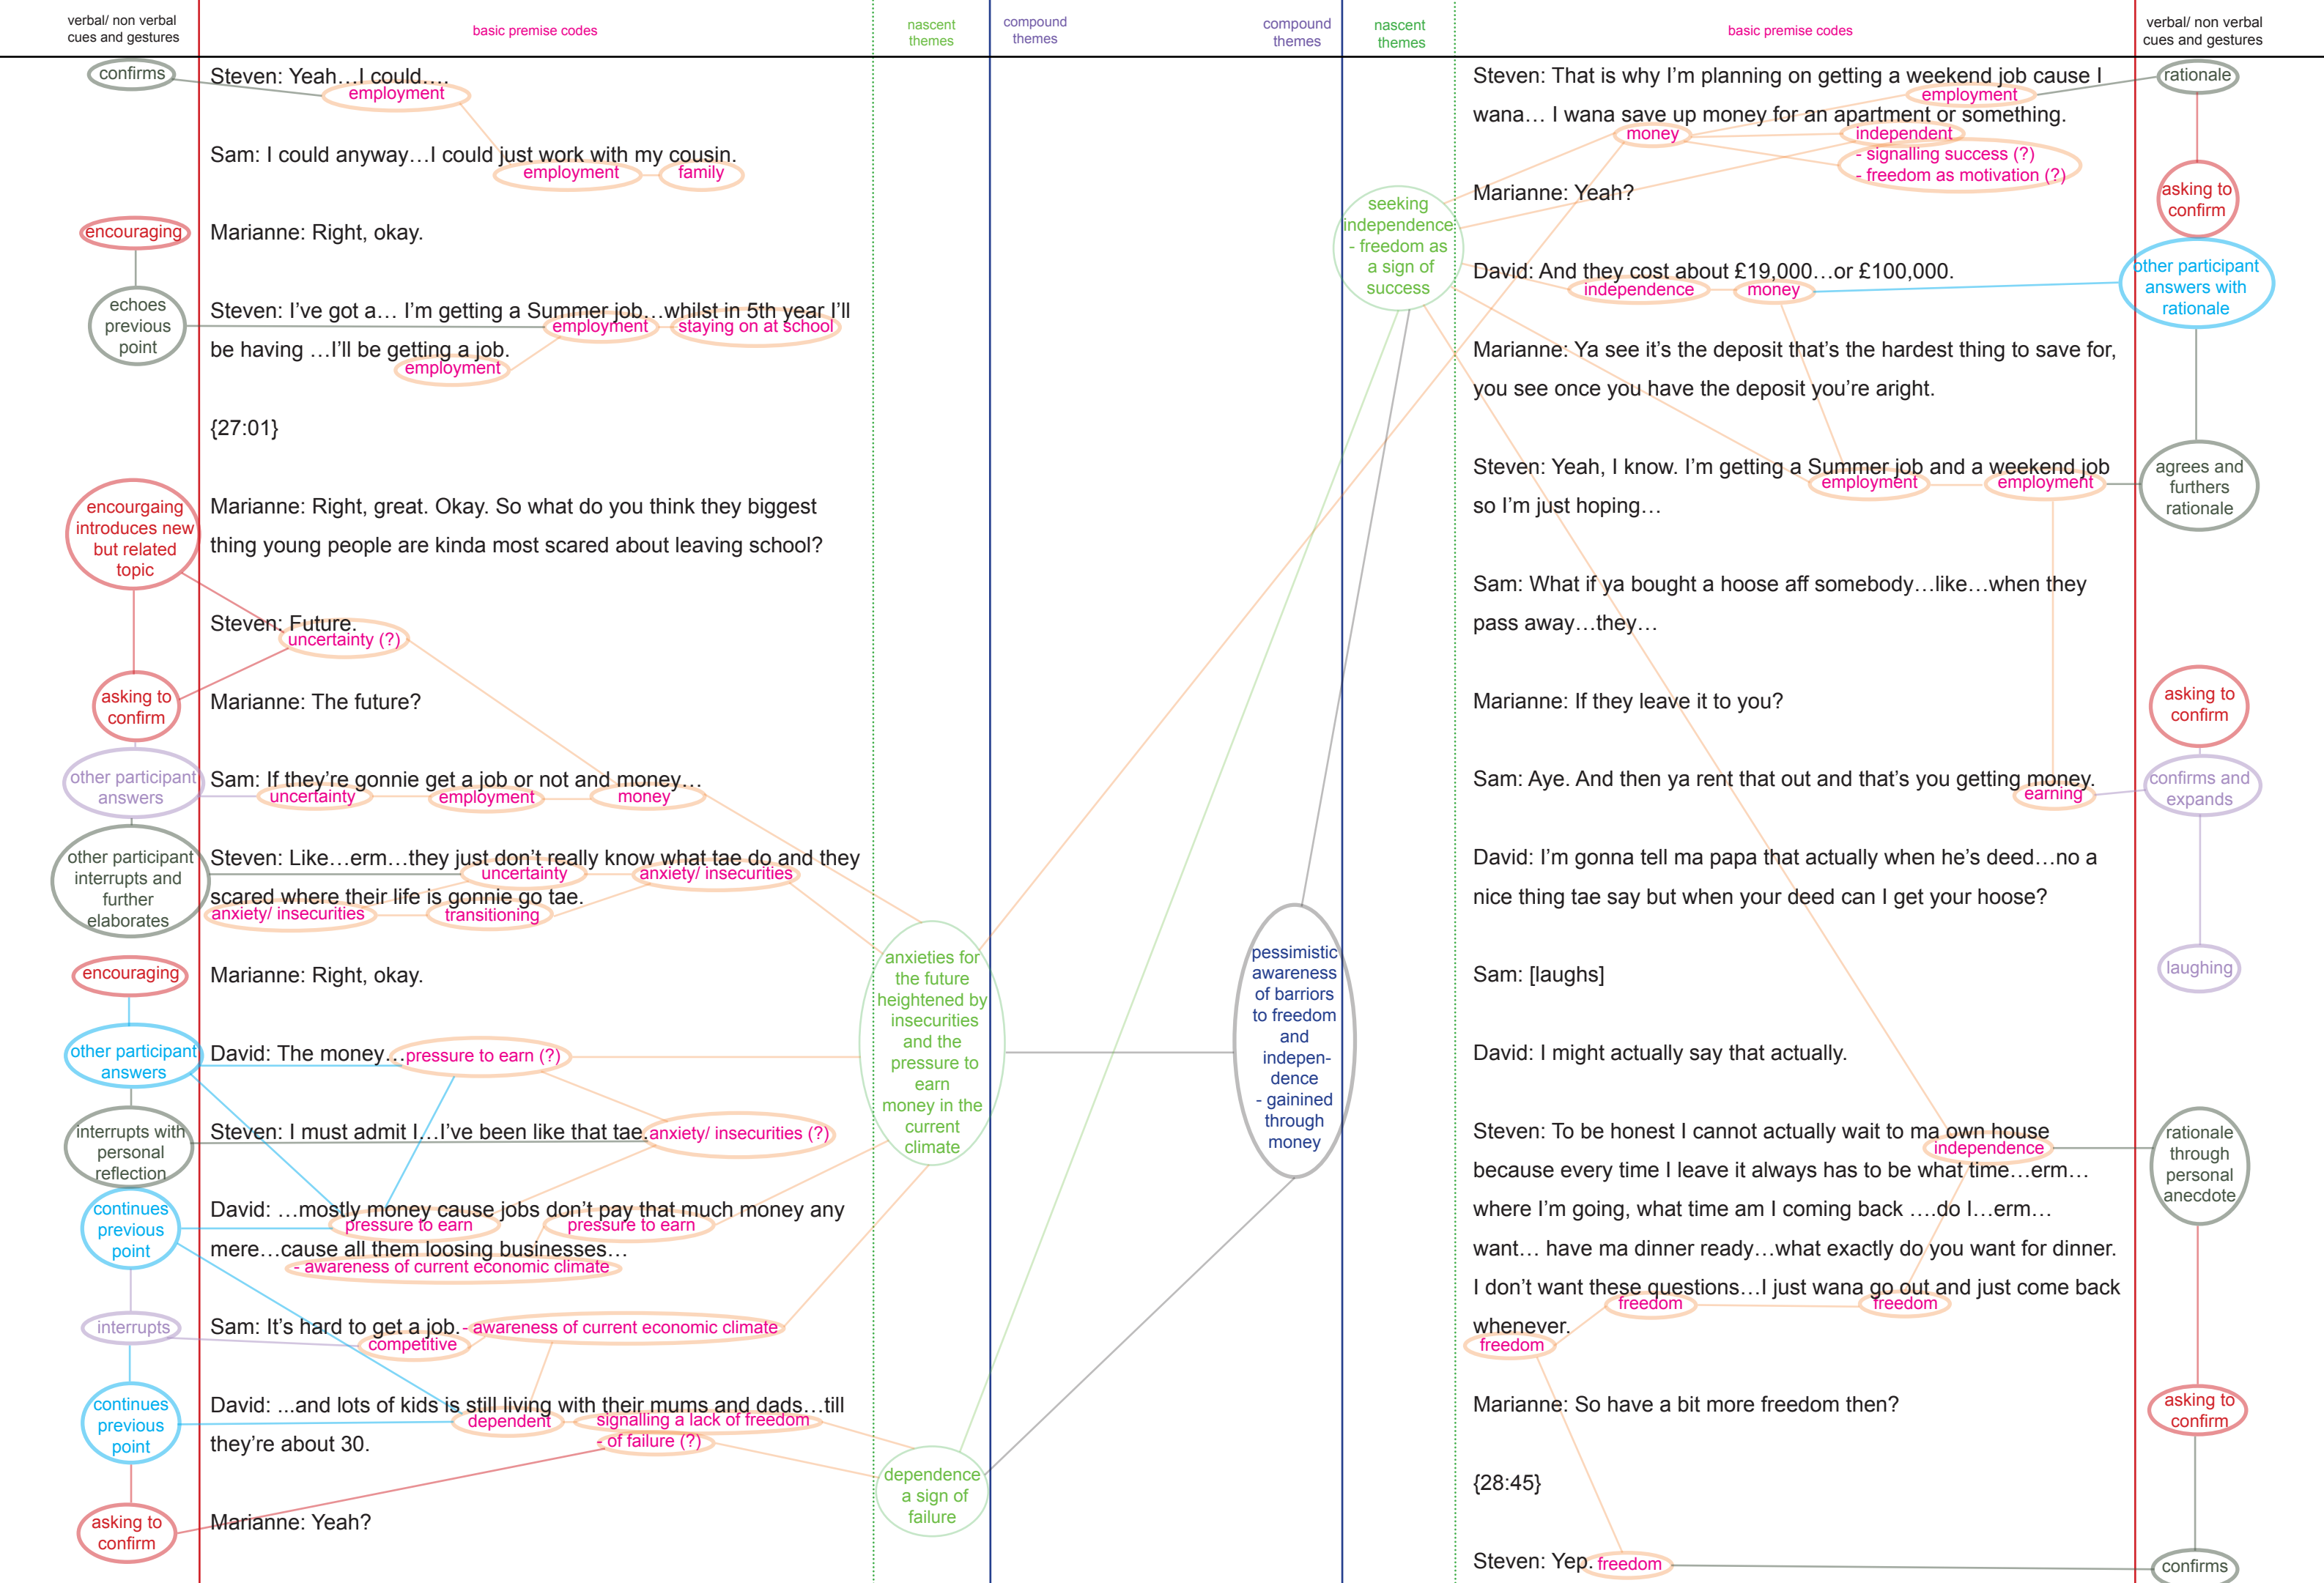 verbal/ non verbal
cues and gestures
basic premise codes
nascent
themes
compound
themes
compound
themes
nascent
themes
basic premise codes
verbal/ non verbal
cues and gestures
confirms
Steven: Yeah…I could….
employment
Sam: I could anyway…I could just work with my cousin.
employment
family
encouraging
Marianne: Right, okay.
echoes
previous
point
Steven: I've got a… I'm getting a Summer job…whilst in 5th year I'll
employment
staying on at school
be having …I'll be getting a job.
employment
{27:01}
encourgaing
introduces new
but related
topic
Marianne: Right, great. Okay. So what do you think they biggest
thing young people are kinda most scared about leaving school?
Steven: Future.
uncertainty (?)
asking to
confirm
Marianne: The future?
other participant
answers
Sam: If they're gonnie get a job or not and money…
uncertainty
employment
money
other participant
interrupts and
further
elaborates
Steven: Like…erm…they just don't really know what tae do and they
uncertainty
anxiety/ insecurities
scared where their life is gonnie go tae.
anxiety/ insecurities
transitioning
encouraging
Marianne: Right, okay.
other participant
answers
David: The money…
pressure to earn (?)
interrupts with
personal
reflection
Steven: I must admit I…I've been like that tae.
anxiety/ insecurities (?)
continues
previous
point
David: …mostly money cause jobs don't pay that much money any
pressure to earn
pressure to earn
mere…cause all them loosing businesses…
- awareness of current economic climate
interrupts
Sam: It's hard to get a job.
- awareness of current economic climate
competitive
continues
previous
point
David: ...and lots of kids is still living with their mums and dads…till
dependent
signalling a lack of freedom
they're about 30.
- of failure (?)
asking to
confirm
Marianne: Yeah?
anxieties for
the future
heightened by
insecurities
and the
pressure to
earn
money in the
current
climate
dependence
a sign of
failure
pessimistic
awareness
of barriors
to freedom
and
indepen-
dence
- gainined
through
money
seeking
independence
- freedom as
a sign of
success
Steven: That is why I'm planning on getting a weekend job cause I
employment
rationale
wana… I wana save up money for an apartment or something.
money
independent
- signalling success (?)
- freedom as motivation (?)
Marianne: Yeah?
asking to
confirm
David: And they cost about £19,000…or £100,000.
independence
money
other participant
answers with
rationale
Marianne: Ya see it's the deposit that's the hardest thing to save for,
you see once you have the deposit you're aright.
Steven: Yeah, I know. I'm getting a Summer job and a weekend job
employment
employment
so I'm just hoping…
agrees and
furthers
rationale
Sam: What if ya bought a hoose aff somebody…like…when they
pass away…they…
Marianne: If they leave it to you?
asking to
confirm
Sam: Aye. And then ya rent that out and that's you getting money.
earning
confirms and
expands
David: I'm gonna tell ma papa that actually when he's deed…no a
nice thing tae say but when your deed can I get your hoose?
Sam: [laughs]
laughing
David: I might actually say that actually.
Steven: To be honest I cannot actually wait to ma own house
independence
because every time I leave it always has to be what time…erm…
where I'm going, what time am I coming back ….do I…erm…
want… have ma dinner ready…what exactly do you want for dinner.
I don't want these questions…I just wana go out and just come back
freedom
freedom
whenever.
freedom
rationale
through
personal
anecdote
Marianne: So have a bit more freedom then?
asking to
confirm
{28:45}
Steven: Yep.
freedom
confirms